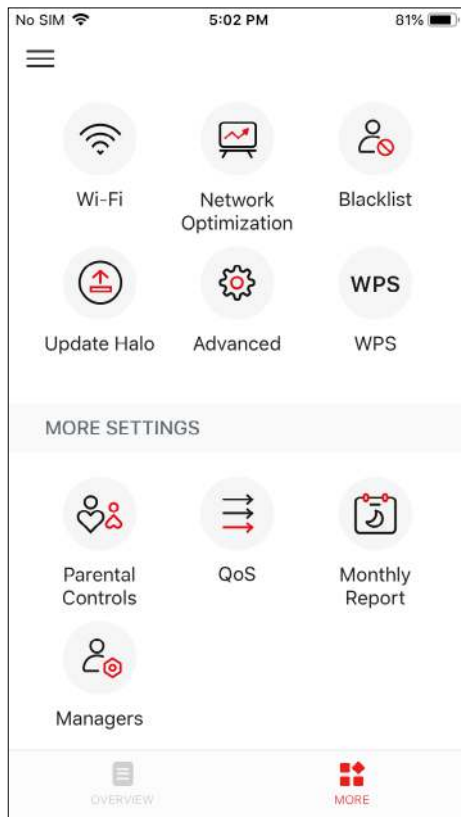 No SIM 5:02 PM 81%
Wi-Fi Network Optimization Blacklist
WPS
Update Halo Advanced WPS
MORE SETTINGS
Parental Controls QoS Monthly Report
Managers
OVERVIEW MORE